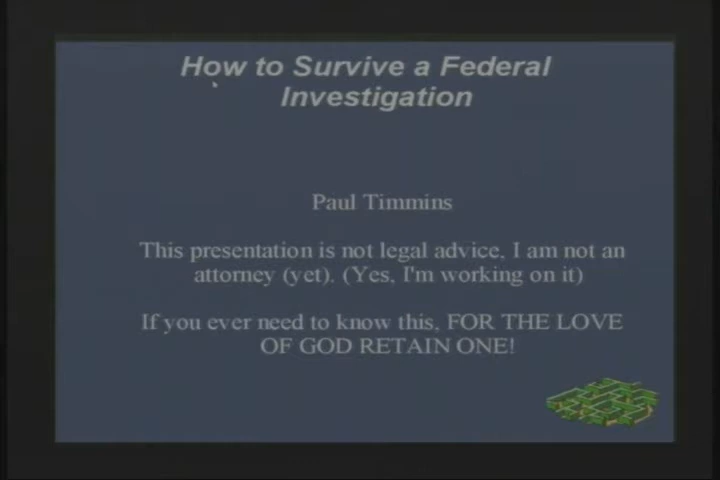 How to Survive a Federal
Investigation
Paul Timmins
This presentation is not legal advice, I am not an
attorney (yet). (Yes, I'm working on it)
If you ever need to know this, FOR THE LOVE
OF GOD RETAIN ONE!